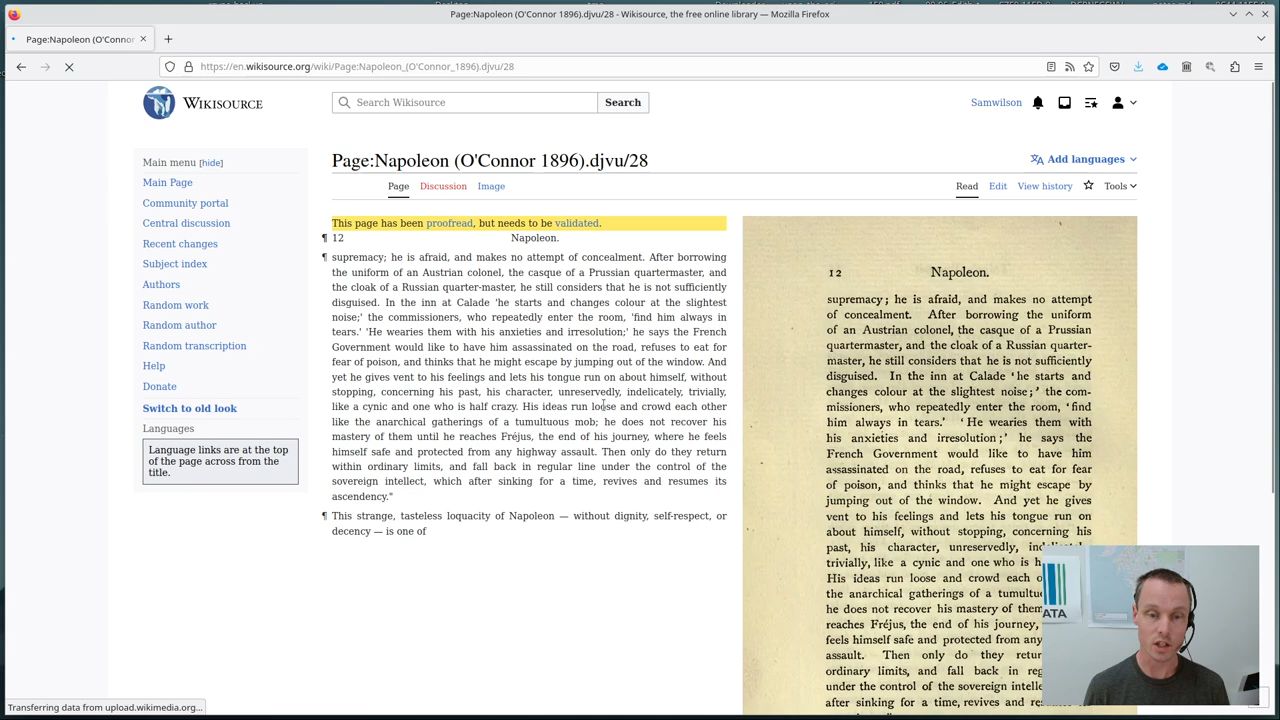 Page:Napoleon (O'Connor 1896).djvu/28 - Wikisource, the free online library — Mozilla Firefox
Page:Napoleon (O'Connor
https://en.wikisource.org/wiki/Page:Napoleon_(O'Connor_1896).djvu/28
WIKISOURCE
Search Wikisource
Search
Samwilson
Main menu [hide]
Main Page
Community portal
Central discussion
Recent changes
Subject index
Authors
Random work
Random author
Random transcription
Help
Donate
Switch to old look
Languages
Language links are at the top
of the page across from the
title.
Page:Napoleon (O'Connor 1896).djvu/28
Add languages
Page Discussion Image
Read Edit View history Tools
This page has been proofread, but needs to be validated.
¶ 12 Napoleon.
¶ supremacy; he is afraid, and makes no attempt of concealment. After borrowing
the uniform of an Austrian colonel, the casque of a Prussian quartermaster, and
the cloak of a Russian quarter-master, he still considers that he is not sufficiently
disguised. In the inn at Calade 'he starts and changes colour at the slightest
noise;' the commissioners, who repeatedly enter the room, 'find him always in
tears.' 'He wearies them with his anxieties and irresolution;' he says the French
Government would like to have him assassinated on the road, refuses to eat for
fear of poison, and thinks that he might escape by jumping out of the window. And
yet he gives vent to his feelings and lets his tongue run on about himself, without
stopping, concerning his past, his character, unreservedly, indelicately, trivially,
like a cynic and one who is half crazy. His ideas run loose and crowd each other
like the anarchical gatherings of a tumultuous mob; he does not recover his
mastery of them until he reaches Fréjus, the end of his journey, where he feels
himself safe and protected from any highway assault. Then only do they return
within ordinary limits, and fall back in regular line under the control of the
sovereign intellect, which after sinking for a time, revives and resumes its
ascendency."
¶ This strange, tasteless loquacity of Napoleon — without dignity, self-respect, or
decency — is one of
12 Napoleon.
supremacy; he is afraid, and makes no attempt
of concealment. After borrowing the uniform
of an Austrian colonel, the casque of a Prussian
quartermaster, and the cloak of a Russian quarter-
master, he still considers that he is not sufficiently
disguised. In the inn at Calade 'he starts and
changes colour at the slightest noise;' the com-
missioners, who repeatedly enter the room, 'find
him always in tears.' 'He wearies them with
his anxieties and irresolution;' he says the
French Government would like to have him
assassinated on the road, refuses to eat for fear
of poison, and thinks that he might escape by
jumping out of the window. And yet he gives
vent to his feelings and lets his tongue run on
about himself, without stopping, concerning his
past, his character, unreservedly,
trivially, like a cynic and one who is
His ideas run loose and crowd each
the anarchical gatherings of a
he does not recover his mastery of them
reaches Fréjus, the end of his journey,
feels himself safe and protected from any
assault. Then only do they
ordinary limits, and fall back in
under the control of the sovereign
after sinking for a time, revives and
ATA
Transferring data from upload.wikimedia.org...